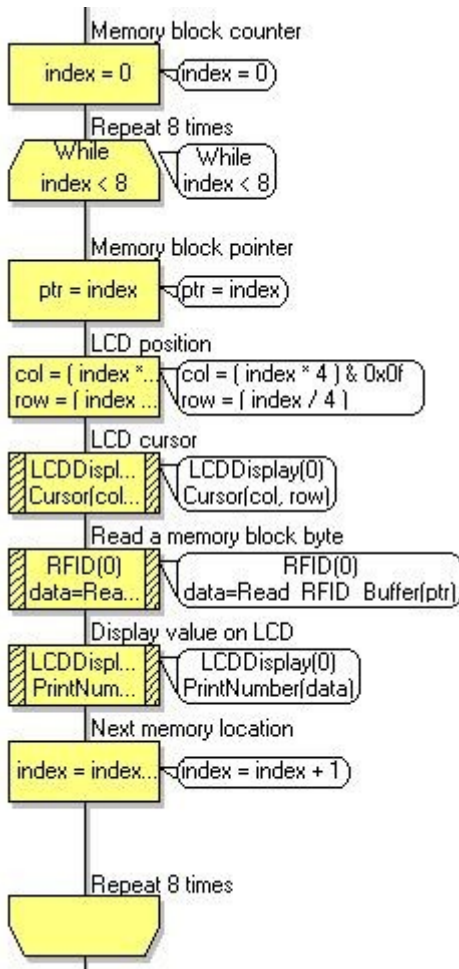 Memory block counter
index = 0
index = 0
Repeat 8 times
While
index < 8
While
index < 8
Memory block pointer
ptr = index
ptr = index
LCD position
col = ( index *...
row = ( index ...
col = ( index * 4 ) & 0x0f
row = ( index / 4 )
LCD cursor
LCDDispl...
Cursor(col...
LCDDisplay(0)
Cursor(col, row)
Read a memory block byte
RFID(0)
data=Rea...
RFID(0)
data=Read_RFID_Buffer(ptr)
Display value on LCD
LCDDispl...
PrintNum...
LCDDisplay(0)
PrintNumber(data)
Next memory location
index = index...
index = index + 1
Repeat 8 times